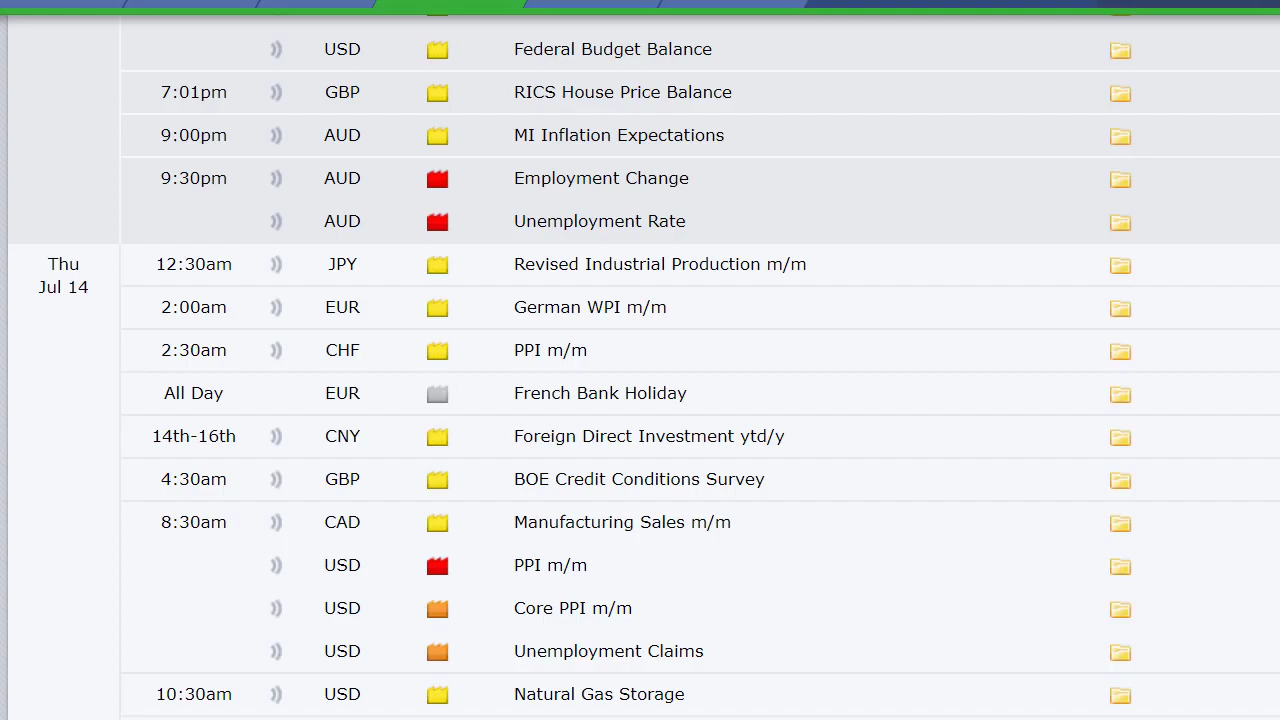 USD Federal Budget Balance
7:01pm GBP RICS House Price Balance
9:00pm AUD MI Inflation Expectations
9:30pm AUD Employment Change
AUD Unemployment Rate
Thu 12:30am JPY Revised Industrial Production m/m
Jul 14
2:00am EUR German WPI m/m
2:30am CHF PPI m/m
All Day EUR French Bank Holiday
14th-16th CNY Foreign Direct Investment ytd/y
4:30am GBP BOE Credit Conditions Survey
8:30am CAD Manufacturing Sales m/m
USD PPI m/m
USD Core PPI m/m
USD Unemployment Claims
10:30am USD Natural Gas Storage